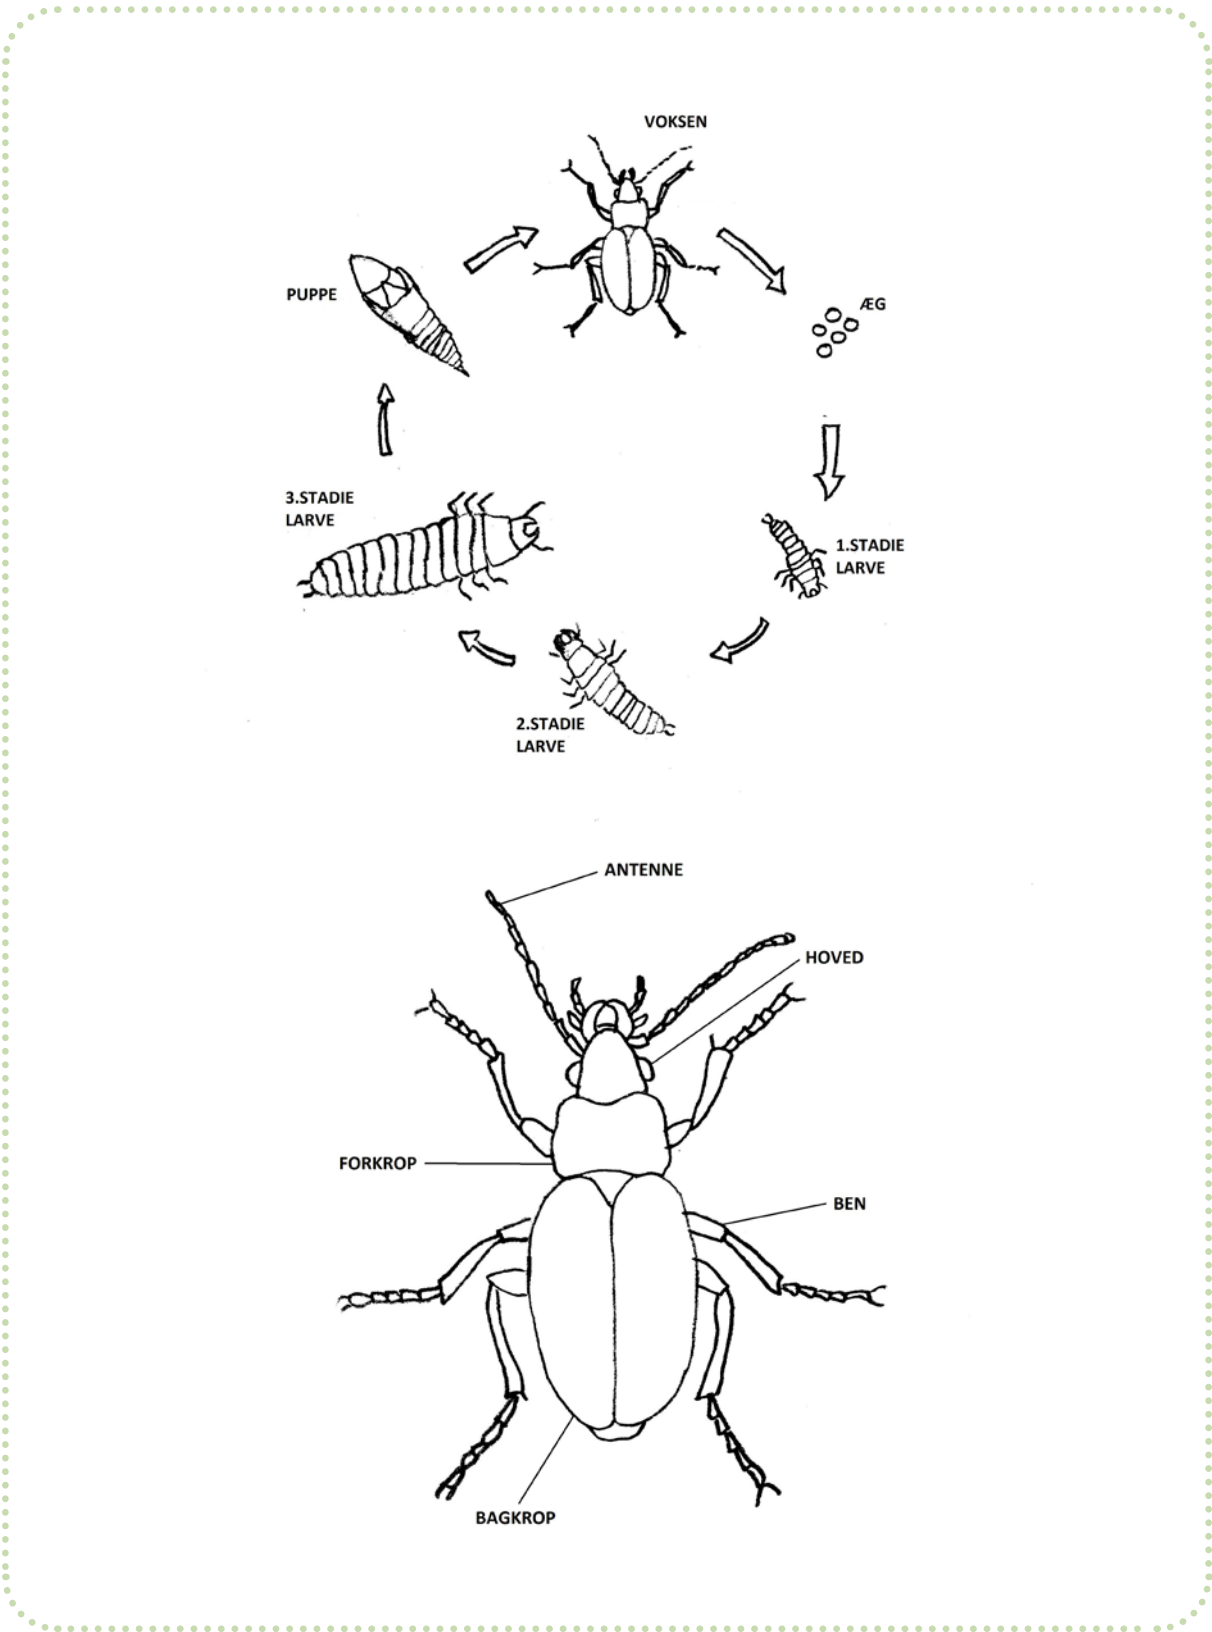 VOKSEN
PUPPE
ÆG
3.STADIE
LARVE
1.STADIE
LARVE
2.STADIE
LARVE
ANTENNE
HOVED
FORKROP
BEN
BAGKROP